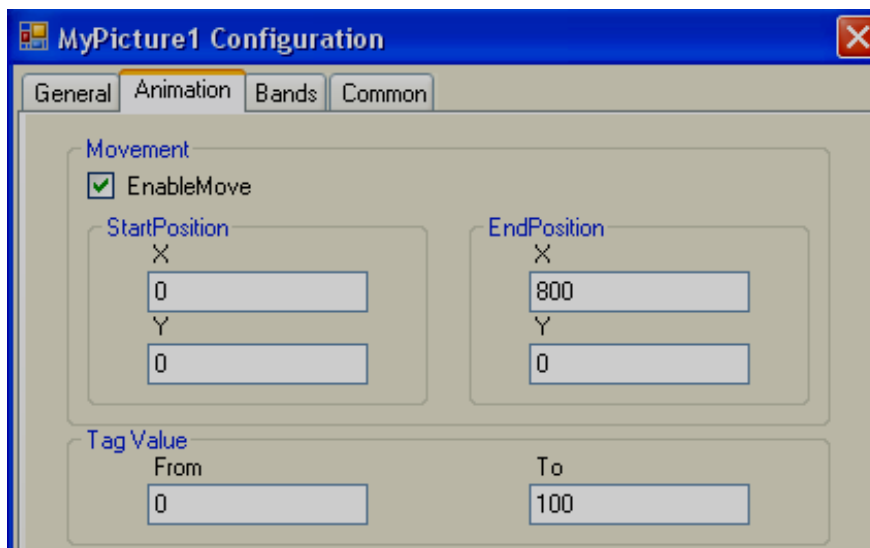 MyPicture1 Configuration
General Animation Bands Common
Movement
EnableMove
StartPosition EndPosition
X X
0 800
Y Y
0 0
Tag Value
From To
0 100